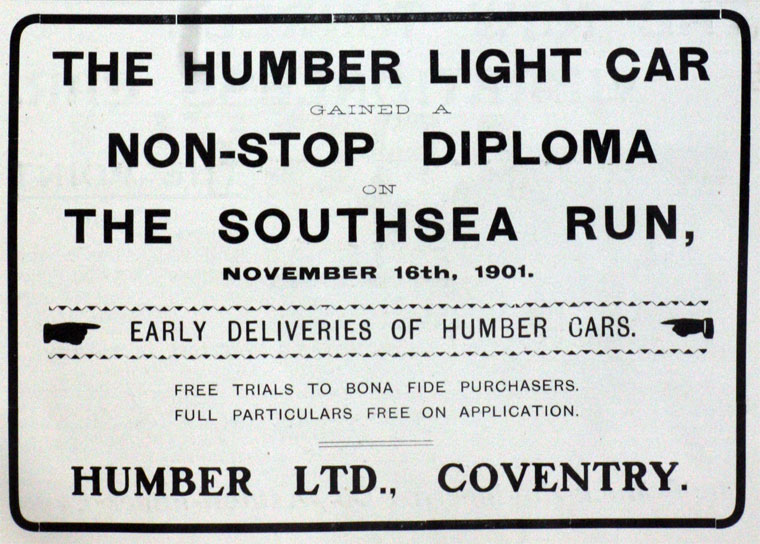 THE HUMBER LIGHT CAR
GAINED A
NON-STOP DIPLOMA
ON
THE SOUTHSEA RUN,
NOVEMBER 16th, 1901.
EARLY DELIVERIES OF HUMBER CARS.
FREE TRIALS TO BONA FIDE PURCHASERS.
FULL PARTICULARS FREE ON APPLICATION.
HUMBER LTD., COVENTRY.